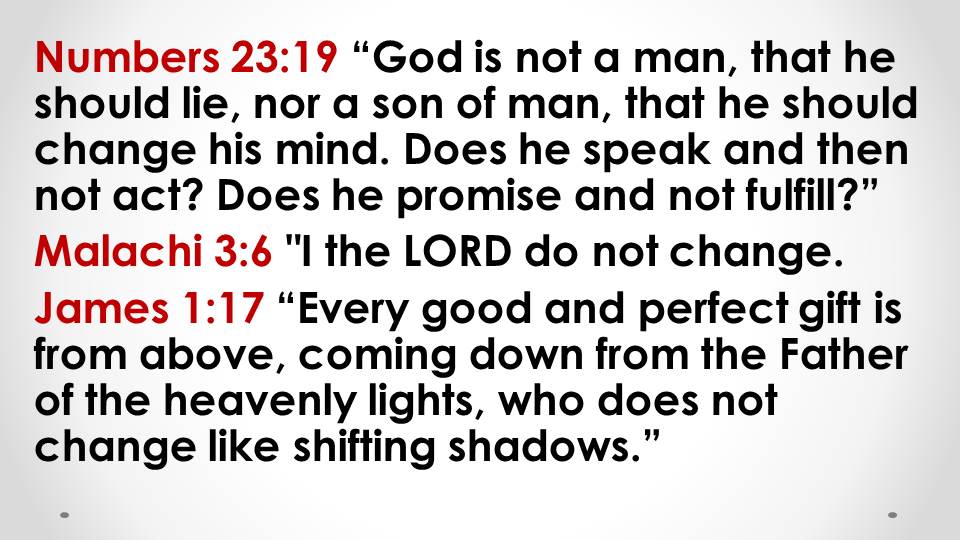 Numbers 23:19 “God is not a man, that he
should lie, nor a son of man, that he should
change his mind. Does he speak and then
not act? Does he promise and not fulfill?”
Malachi 3:6 "I the LORD do not change.
James 1:17 “Every good and perfect gift is
from above, coming down from the Father
of the heavenly lights, who does not
change like shifting shadows.”